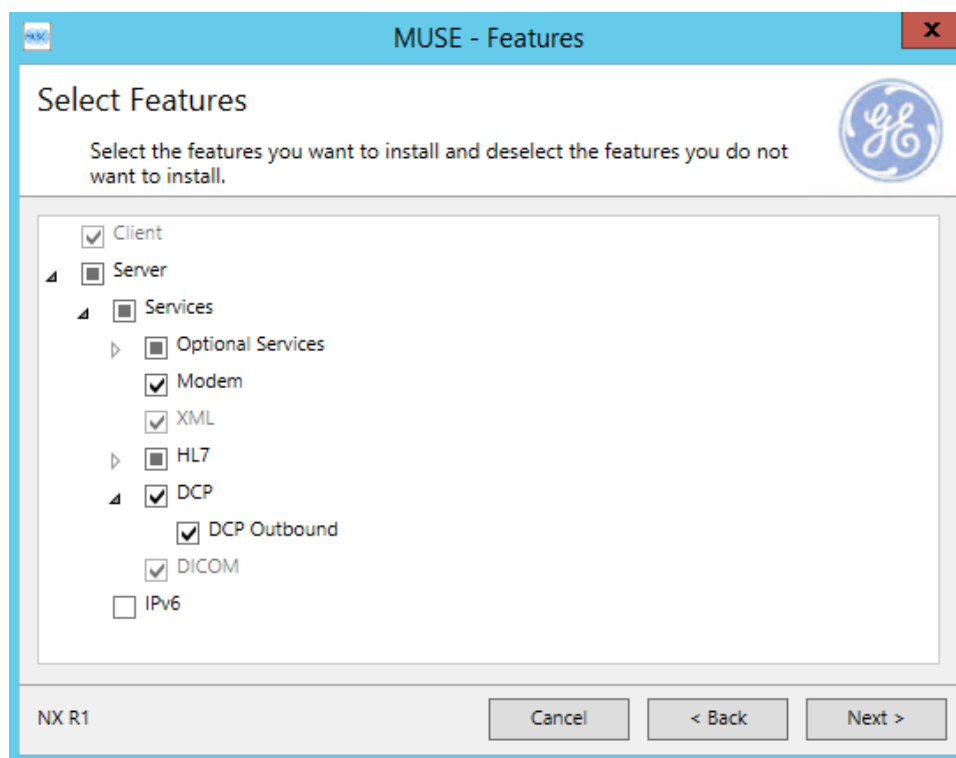 MUSE - Features
X
Select Features
Select the features you want to install and deselect the features you do not
want to install.
Client
Server
Services
Optional Services
Modem
XML
HL7
DCP
DCP Outbound
DICOM
IPv6
NX R1
Cancel
< Back
Next >